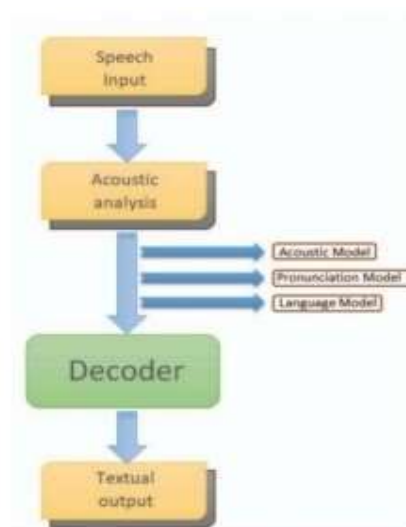 Speech
Input
Acoustic
analysis
Acoustic Model
Pronunciation Model
Language Model
Decoder
Textual
output